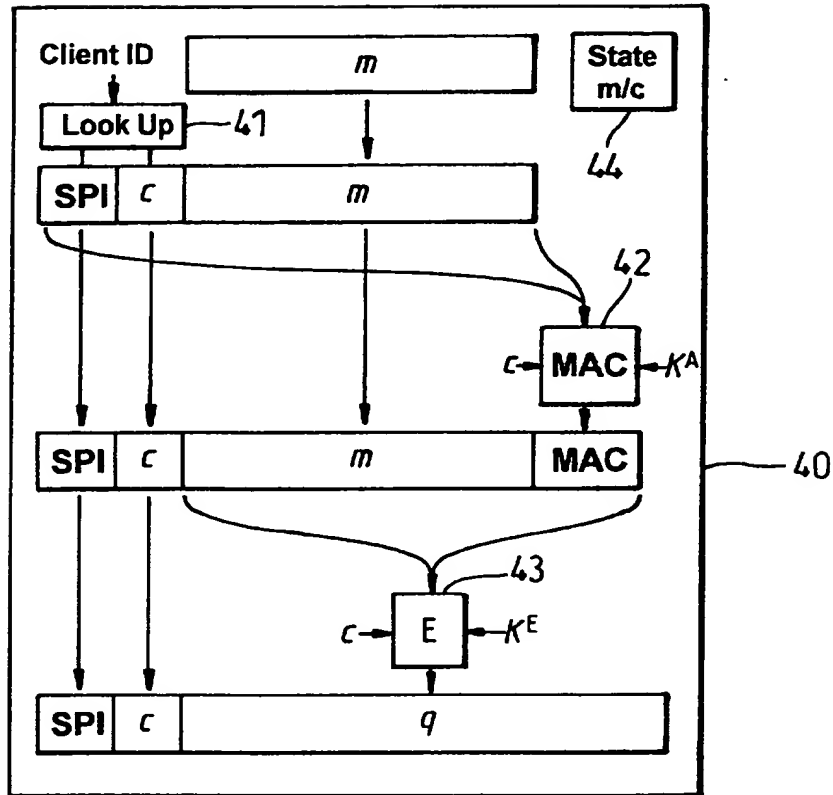 Client ID
m
State
m/c
Look Up
41
44
SPI c m
42
c MAC K^A
SPI c m MAC
40
43
c E K^E
SPI c q